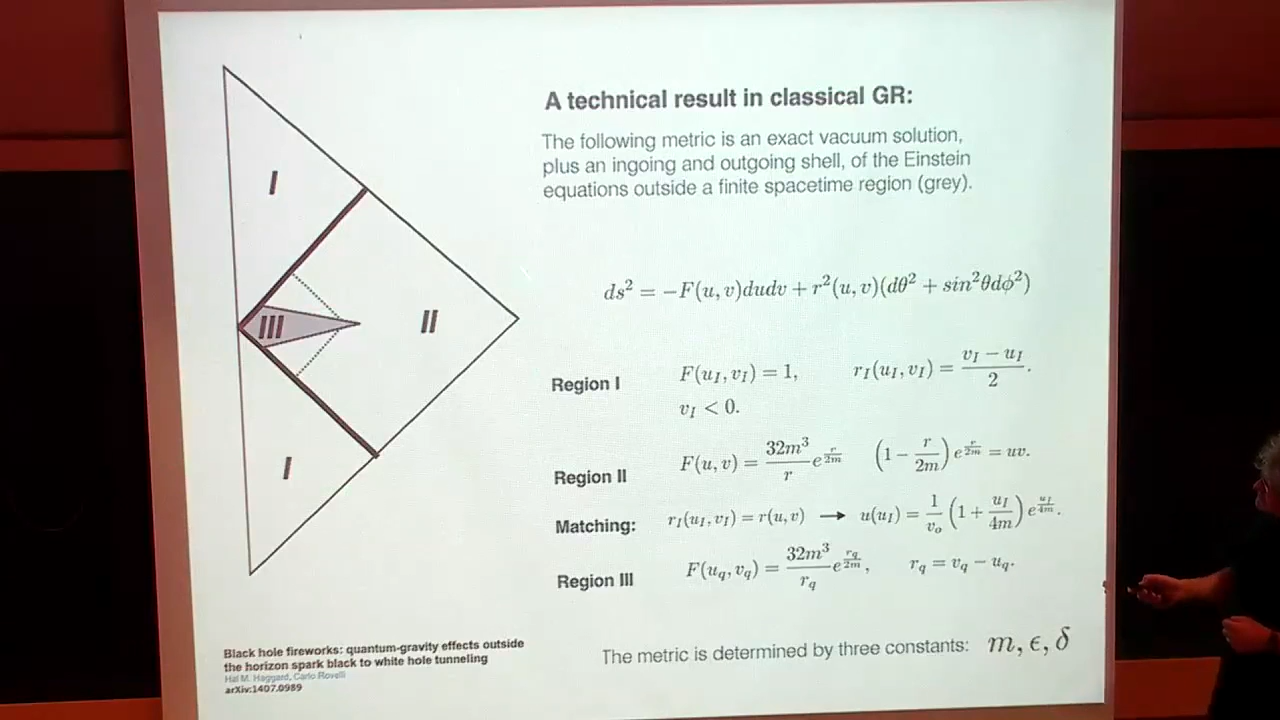 A technical result in classical GR:
The following metric is an exact vacuum solution,
plus an ingoing and outgoing shell, of the Einstein
equations outside a finite spacetime region (grey).
ds² = −F(u, v)dudv + r²(u, v)(dθ² + sin²θdϕ²)
I
II
III
I
Region I F(u_I, v_I) = 1, r_I(u_I, v_I) = (v_I − u_I)/2.
v_I < 0.
Region II F(u, v) = (32m³/r) e^(r/2m) (1 − r/2m) e^(r/2m) = uv.
Matching: r_I(u_I, v_I) = r(u, v) → u(u_I) = (1/v_o) (1 + u_I/4m) e^(u_I/4m).
Region III F(u_q, v_q) = (32m³/r_q) e^(r_q/2m), r_q = v_q − u_q.
The metric is determined by three constants: m, ϵ, δ
Black hole fireworks: quantum-gravity effects outside
the horizon spark black to white hole tunneling
Hal M. Haggard, Carlo Rovelli
arXiv:1407.0989